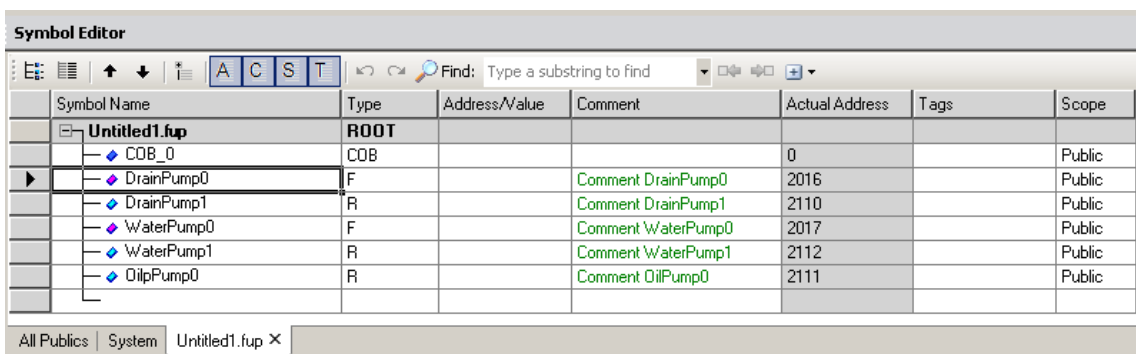 Symbol Editor
A C S T Find: Type a substring to find
Symbol Name Type Address/Value Comment Actual Address Tags Scope
Untitled1.fup ROOT
COB_0 COB 0 Public
DrainPump0 F Comment DrainPump0 2016 Public
DrainPump1 R Comment DrainPump1 2110 Public
WaterPump0 F Comment WaterPump0 2017 Public
WaterPump1 R Comment WaterPump1 2112 Public
OilpPump0 R Comment OilPump0 2111 Public
All Publics System Untitled1.fup